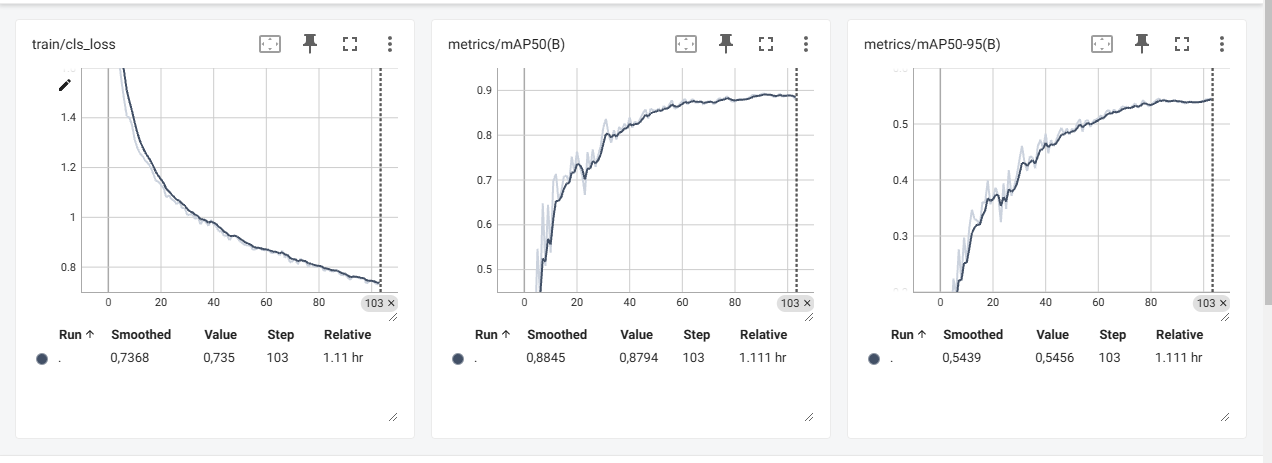 train/cls_loss
1.4
1.2
1
0.8
0 20 40 60 80 103 ×
Run ↑ Smoothed Value Step Relative
. 0,7368 0,735 103 1.11 hr
metrics/mAP50(B)
0.9
0.8
0.7
0.6
0.5
0 20 40 60 80 103 ×
Run ↑ Smoothed Value Step Relative
. 0,8845 0,8794 103 1.111 hr
metrics/mAP50-95(B)
0.5
0.4
0.3
0 20 40 60 80 103 ×
Run ↑ Smoothed Value Step Relative
. 0,5439 0,5456 103 1.111 hr